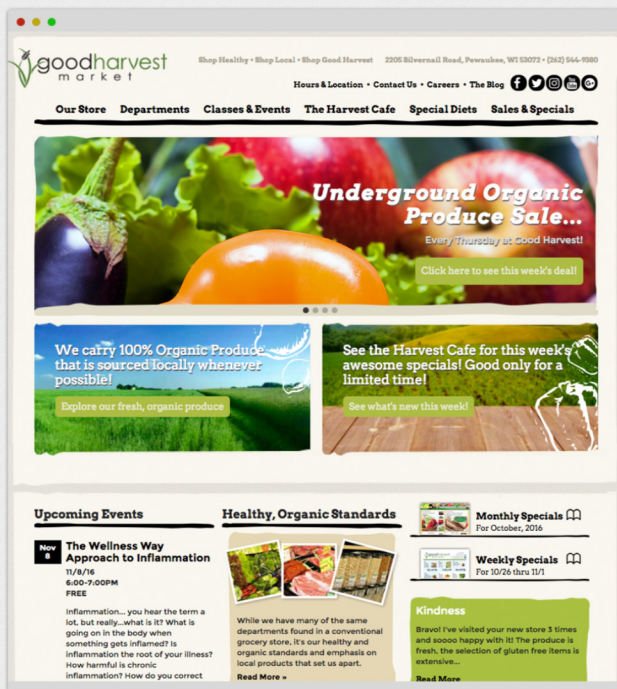 goodharvest
market
Shop Healthy • Shop Local • Shop Good Harvest 2205 Silvernail Road, Pewaukee, WI 53072 • (262) 544-9380
Hours & Location • Contact Us • Careers • The Blog
Our Store Departments Classes & Events The Harvest Cafe Special Diets Sales & Specials
Underground Organic
Produce Sale...
Every Thursday at Good Harvest!
Click here to see this week's deal!
We carry 100% Organic Produce
that is sourced locally whenever
possible!
Explore our fresh, organic produce
See the Harvest Cafe for this week's
awesome specials! Good only for a
limited time!
See what's new this week!
Upcoming Events
Nov
8
The Wellness Way
Approach to Inflammation
11/8/16
6:00-7:00PM
FREE
Inflammation... you hear the term a
lot, but really...what is it? What is
going on in the body when
something gets inflamed? Is
inflammation the root of your illness?
How harmful is chronic
inflammation? How do you correct
Healthy, Organic Standards
While we have many of the same
departments found in a conventional
grocery store, it's our healthy and
organic standards and emphasis on
local products that set us apart.
Read More »
Monthly Specials
For October, 2016
Weekly Specials
For 10/26 thru 11/1
Kindness
Bravo! I've visited your new store 3 times
and soooo happy with it! The produce is
fresh, the selection of gluten free items is
extensive...
Read More